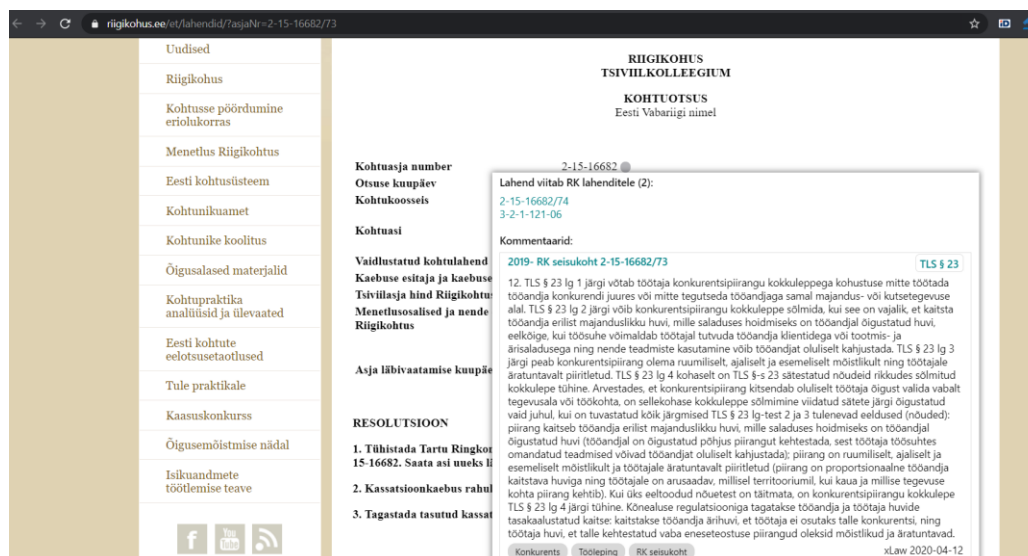 riigikohus.ee/et/lahendid/?asjaNr=2-15-16682/73
Uudised
Riigikohus
Kohtusse pöördumine
eriolukorras
Menetlus Riigikohtus
Eesti kohtusüsteem
Kohtunikuamet
Kohtunike koolitus
Õigusalased materjalid
Kohtupraktika
analüüsid ja ülevaated
Eesti kohtute
eelotsusetaotlused
Tule praktikale
Kaasuskonkurss
Õigusemõistmise nädal
Isikuandmete
töötlemise teave
f You Tube
RIIGIKOHUS
TSIVIILKOLLEEGIUM
KOHTUOTSUS
Eesti Vabariigi nimel
Kohtuasja number 2-15-16682
Otsuse kuupäev
Kohtukoosseis
Kohtuasi
Vaidlustatud kohtulahend
Kaebuse esitaja ja kaebuse
Tsiviilasja hind Riigikohtus
Menetlusosalised ja nende
Riigikohtus
Asja läbivaatamise kuupäe
RESOLUTSIOON
1. Tühistada Tartu Ringkon
15-16682. Saata asi uueks lä
2. Kassatsioonkaebus rahul
3. Tagastada tasutud kassat
Lahend viitab RK lahenditele (2):
2-15-16682/74
3-2-1-121-06
Kommentaarid:
2019- RK seisukoht 2-15-16682/73 TLS § 23
12. TLS § 23 lg 1 järgi võtab töötaja konkurentsipiirangu kokkuleppega kohustuse mitte töötada
tööandja konkurendi juures või mitte tegutseda tööandjaga samal majandus- või kutsetegevuse
alal. TLS § 23 lg 2 järgi võib konkurentsipiirangu kokkuleppe sõlmida, kui see on vajalik, et kaitsta
tööandja erilist majanduslikku huvi, mille saladuses hoidmiseks on tööandjal õigustatud huvi,
eelkõige, kui töösuhe võimaldab töötajal tutvuda tööandja klientidega või tootmis- ja
ärisaladusega ning nende teadmiste kasutamine võib tööandjat oluliselt kahjustada. TLS § 23 lg 3
järgi peab konkurentsipiirang olema ruumiliselt, ajaliselt ja esemeliselt mõistlikult ning töötajale
äratuntavalt piiritletud. TLS § 23 lg 4 kohaselt on TLS §-s 23 sätestatud nõudeid rikkudes sõlmitud
kokkulepe tühine. Arvestades, et konkurentsipiirang kitsendab oluliselt töötaja õigust valida vabalt
tegevusala või töökohta, on sellekohase kokkuleppe sõlmimine viidatud sätete järgi õigustatud
vaid juhul, kui on tuvastatud kõik järgmised TLS § 23 lg-test 2 ja 3 tulenevad eeldused (nõuded):
piirang kaitseb tööandja erilist majanduslikku huvi, mille saladuses hoidmiseks on tööandjal
õigustatud huvi (tööandjal on õigustatud põhjus piirangut kehtestada, sest töötaja töösuhtes
omandatud teadmised võivad tööandjat oluliselt kahjustada); piirang on ruumiliselt, ajaliselt ja
esemeliselt mõistlikult ja töötajale äratuntavalt piiritletud (piirang on proportsionaalne tööandja
kaitstava huviga ning töötajale on arusaadav, millisel territooriumil, kui kaua ja millise tegevuse
kohta piirang kehtib). Kui üks eeltoodud nõuetest on täitmata, on konkurentsipiirangu kokkulepe
TLS § 23 lg 4 järgi tühine. Kõnealuse regulatsiooniga tagatakse tööandja ja töötaja huvide
tasakaalustatud kaitse: kaitstakse tööandja ärihuvi, et töötaja ei osutaks talle konkurentsi, ning
töötaja huvi, et talle kehtestatud vaba eneseteostuse piirangud oleksid mõistlikud ja äratuntavad.
Konkurents Tööleping RK seisukoht xLaw 2020-04-12